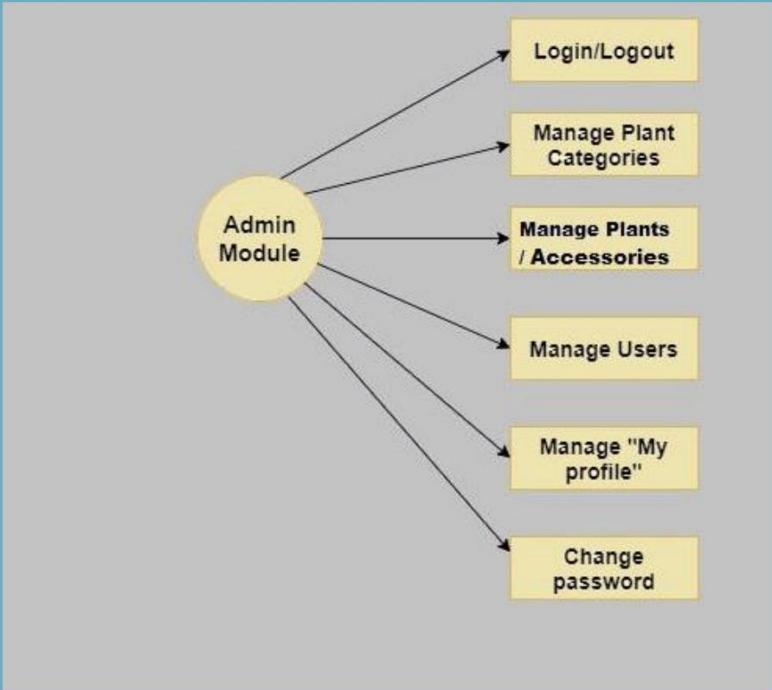 Login/Logout
Manage Plant
Categories
Admin
Module
Manage Plants
/ Accessories
Manage Users
Manage "My
profile"
Change
password